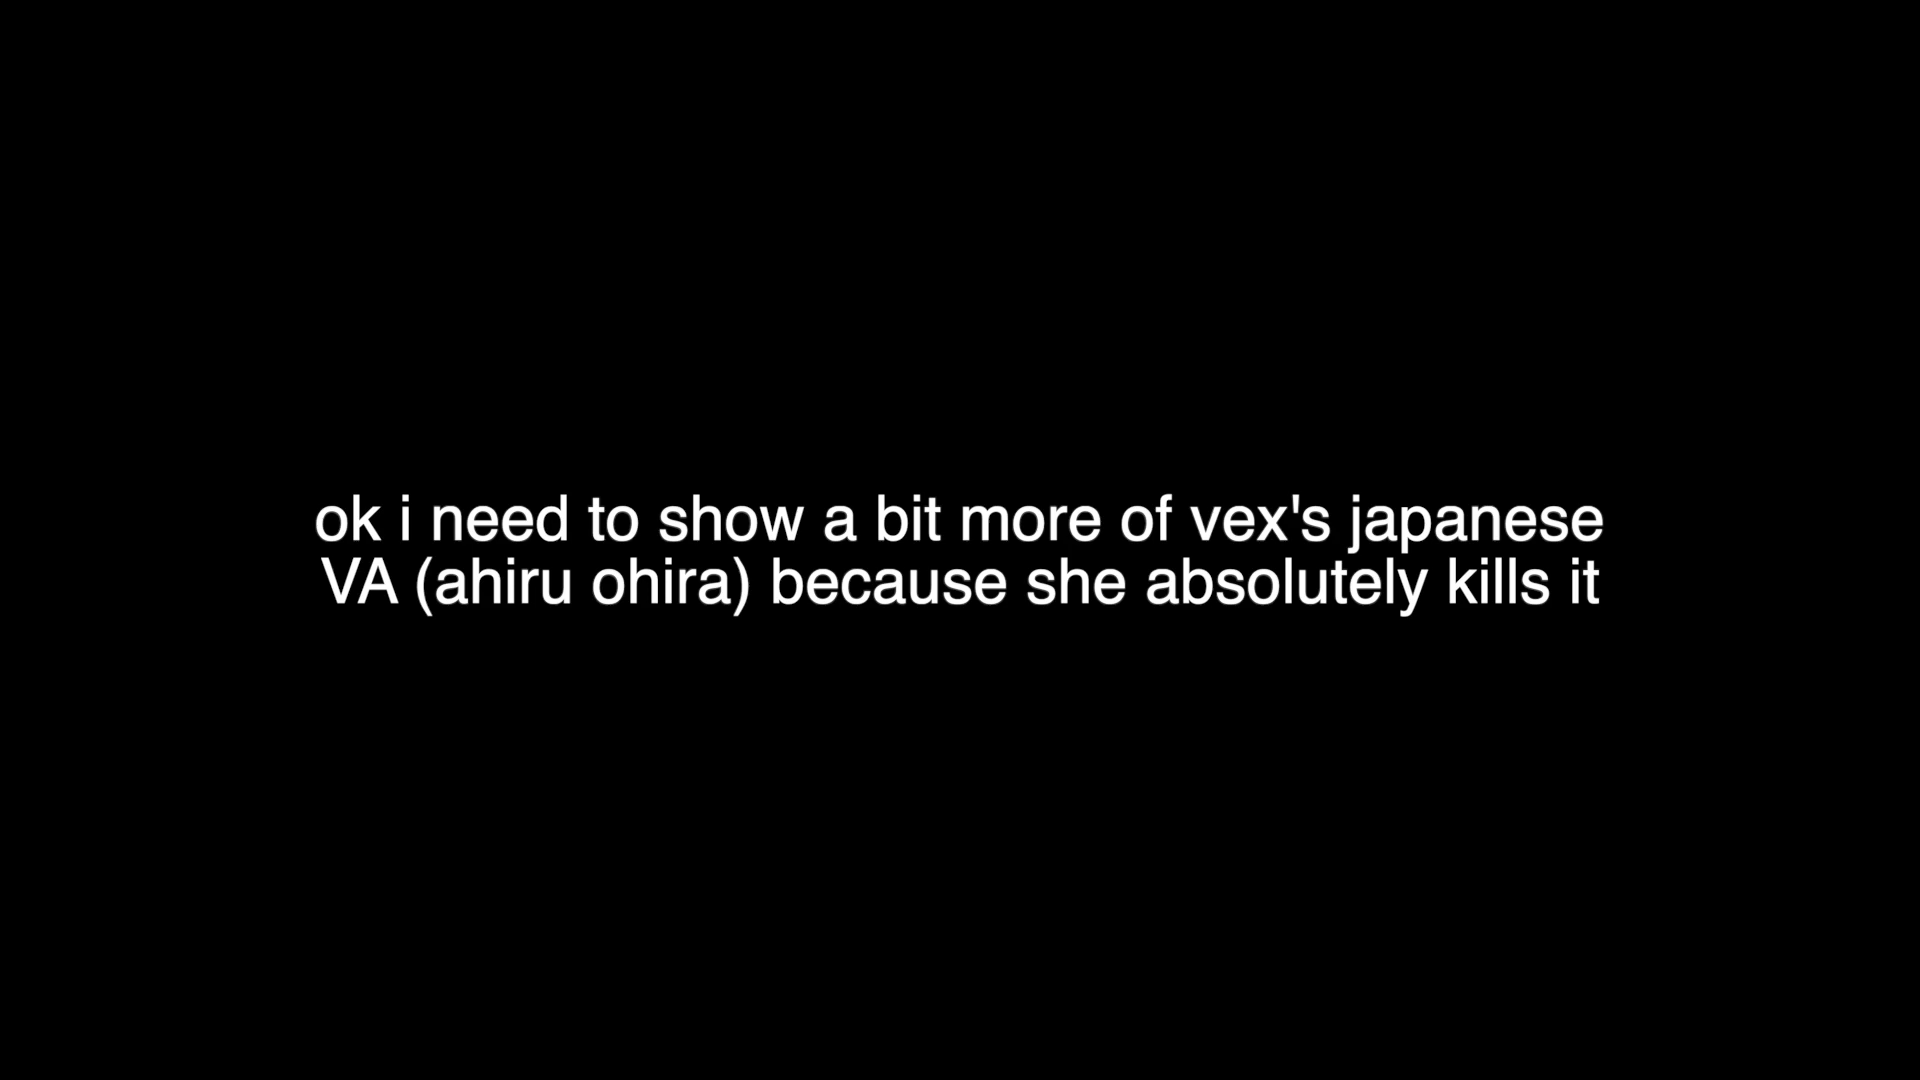 ok i need to show a bit more of vex's japanese
VA (ahiru ohira) because she absolutely kills it